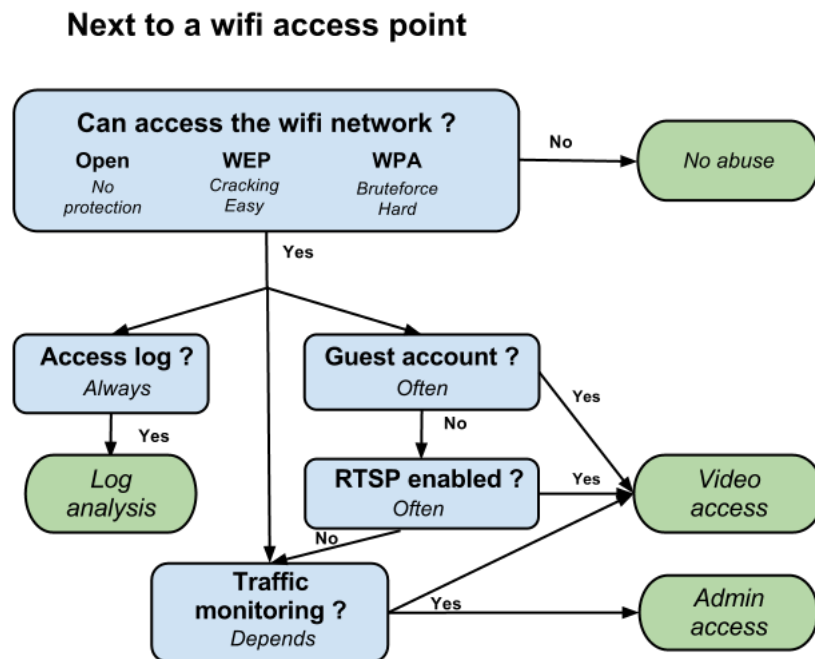 Next to a wifi access point
Can access the wifi network ?
Open
No
protection
WEP
Cracking
Easy
WPA
Bruteforce
Hard
No
No abuse
Yes
Access log ?
Always
Guest account ?
Often
Yes
Yes
No
Log
analysis
RTSP enabled ?
Often
Yes
Video
access
No
Traffic
monitoring ?
Depends
Yes
Admin
access